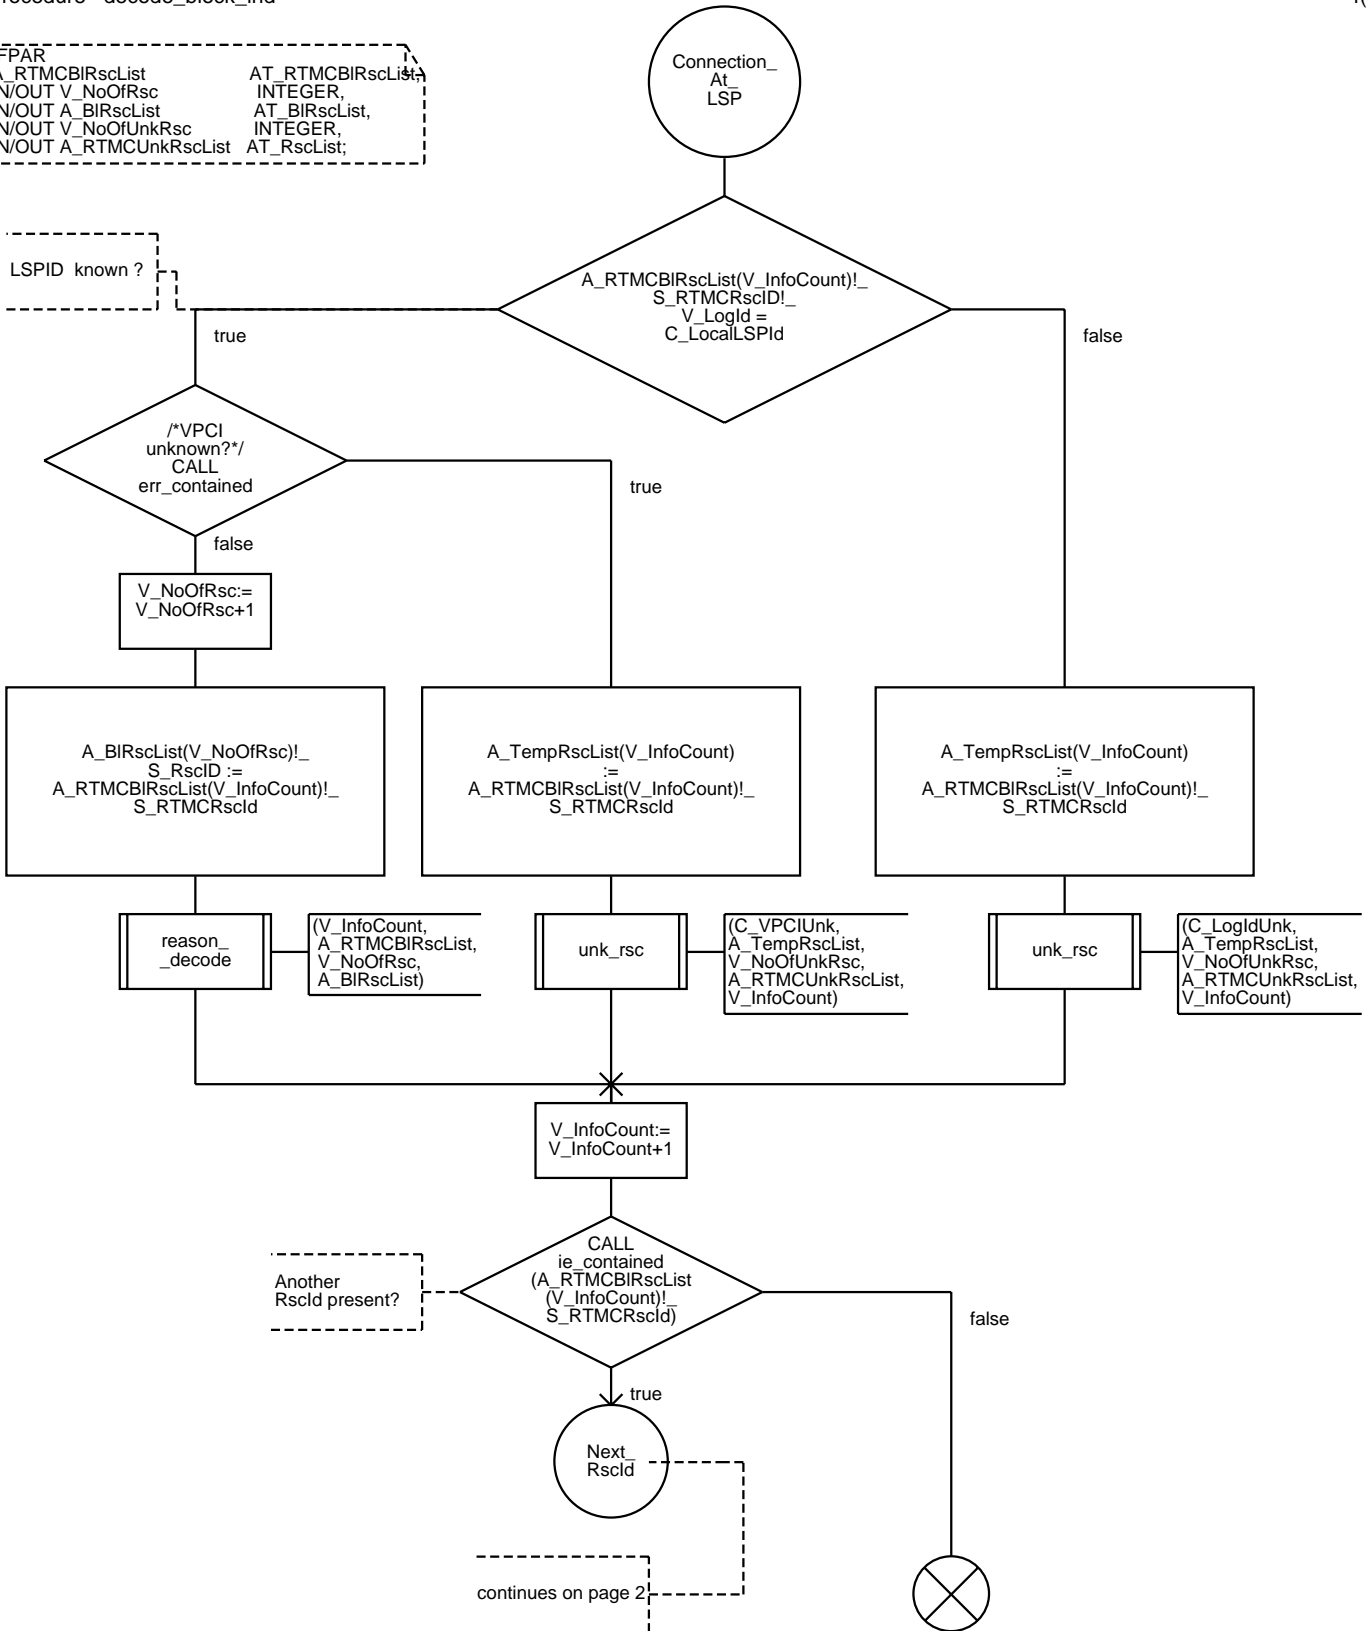 decode_block_ind
FPAR
A_RTMCBlRscList AT_RTMCBlRscList,
N/OUT V_NoOfRsc INTEGER,
N/OUT A_BlRscList AT_BlRscList,
N/OUT V_NoOfUnkRsc INTEGER,
N/OUT A_RTMCUnkRscList AT_RscList;
Connection_
At_
LSP
LSPID known ?
A_RTMCBlRscList(V_InfoCount)!_
S_RTMCRscID!_
V_LogId =
C_LocalLSPId
true
false
/*VPCI
unknown?*/
CALL
err_contained
true
false
V_NoOfRsc:=
V_NoOfRsc+1
A_BlRscList(V_NoOfRsc)!_
S_RscID :=
A_RTMCBlRscList(V_InfoCount)!_
S_RTMCRscId
A_TempRscList(V_InfoCount)
:=
A_RTMCBlRscList(V_InfoCount)!_
S_RTMCRscId
A_TempRscList(V_InfoCount)
:=
A_RTMCBlRscList(V_InfoCount)!_
S_RTMCRscId
reason_
_decode
(V_InfoCount,
A_RTMCBlRscList,
V_NoOfRsc,
A_BlRscList)
unk_rsc
(C_VPCIUnk,
A_TempRscList,
V_NoOfUnkRsc,
A_RTMCUnkRscList,
V_InfoCount)
unk_rsc
(C_LogIdUnk,
A_TempRscList,
V_NoOfUnkRsc,
A_RTMCUnkRscList,
V_InfoCount)
V_InfoCount:=
V_InfoCount+1
Another
RscId present?
CALL
ie_contained
(A_RTMCBlRscList
(V_InfoCount)!_
S_RTMCRscId)
false
true
Next_
RscId
continues on page 2